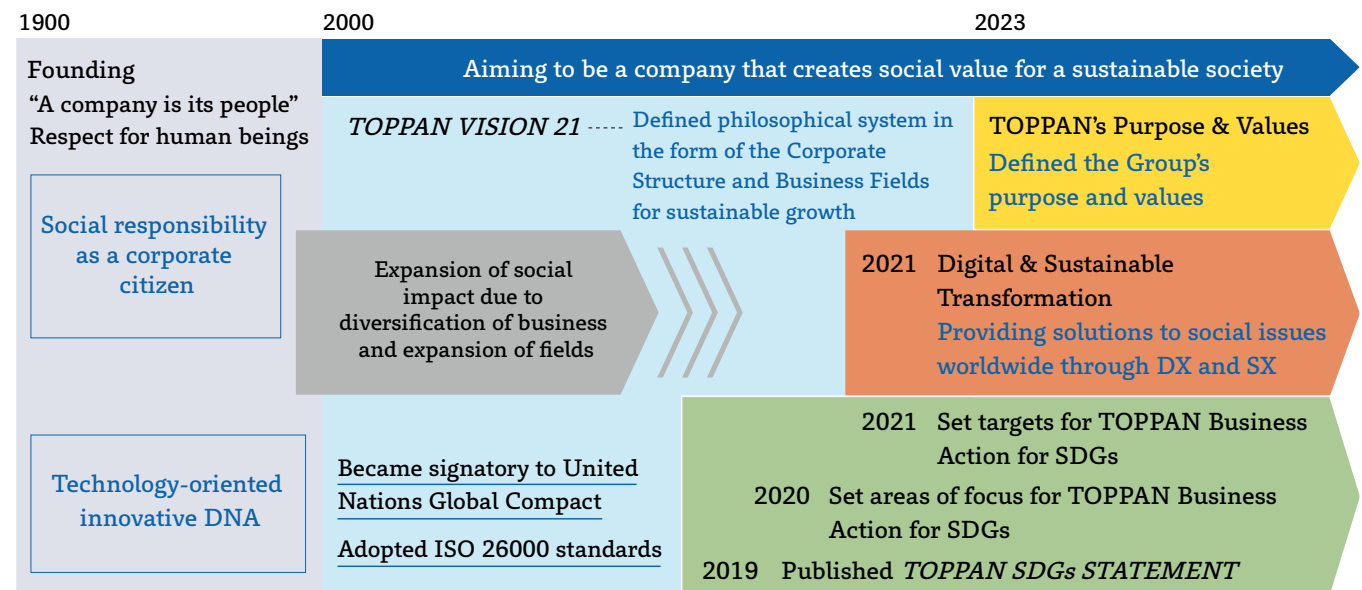 1900
2000
2023
Founding
“A company is its people”
Respect for human beings
Social responsibility
as a corporate
citizen
Technology-oriented
innovative DNA
Aiming to be a company that creates social value for a sustainable society
TOPPAN VISION 21
Defined philosophical system in
the form of the Corporate
Structure and Business Fields
for sustainable growth
TOPPAN’s Purpose & Values
Defined the Group’s
purpose and values
Expansion of social
impact due to
diversification of business
and expansion of fields
2021 Digital & Sustainable
Transformation
Providing solutions to social issues
worldwide through DX and SX
Became signatory to United
Nations Global Compact
Adopted ISO 26000 standards
2021 Set targets for TOPPAN Business
Action for SDGs
2020 Set areas of focus for TOPPAN Business
Action for SDGs
2019 Published TOPPAN SDGs STATEMENT